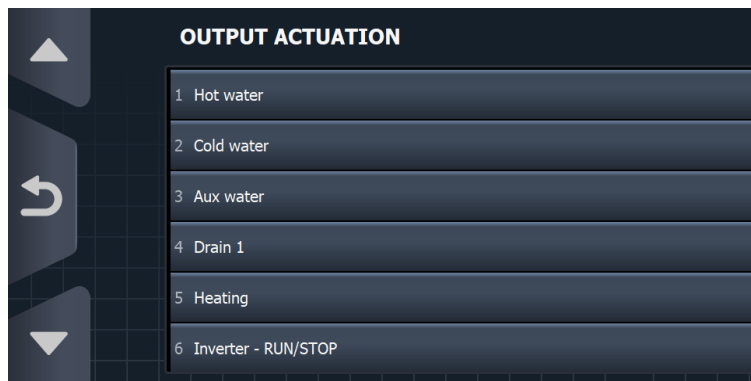 OUTPUT ACTUATION
1 Hot water
2 Cold water
3 Aux water
4 Drain 1
5 Heating
6 Inverter - RUN/STOP